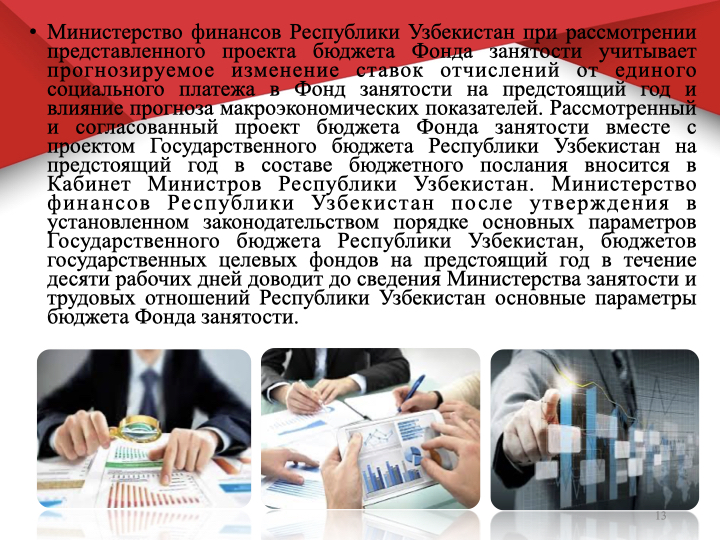 • Министерство финансов Республики Узбекистан при рассмотрении
представленного проекта бюджета Фонда занятости учитывает
прогнозируемое изменение ставок отчислений от единого
социального платежа в Фонд занятости на предстоящий год и
влияние прогноза макроэкономических показателей. Рассмотренный
и согласованный проект бюджета Фонда занятости вместе с
проектом Государственного бюджета Республики Узбекистан на
предстоящий год в составе бюджетного послания вносится в
Кабинет Министров Республики Узбекистан. Министерство
финансов Республики Узбекистан после утверждения в
установленном законодательством порядке основных параметров
Государственного бюджета Республики Узбекистан, бюджетов
государственных целевых фондов на предстоящий год в течение
десяти рабочих дней доводит до сведения Министерства занятости и
трудовых отношений Республики Узбекистан основные параметры
бюджета Фонда занятости.
13